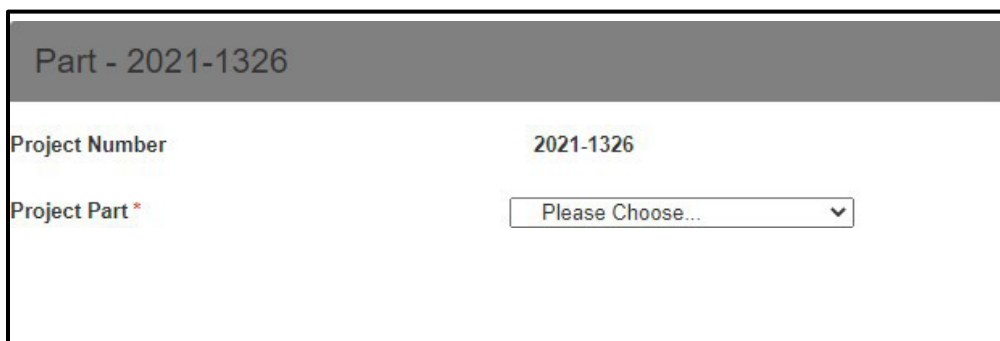 Part - 2021-1326
Project Number 2021-1326
Project Part * Please Choose...